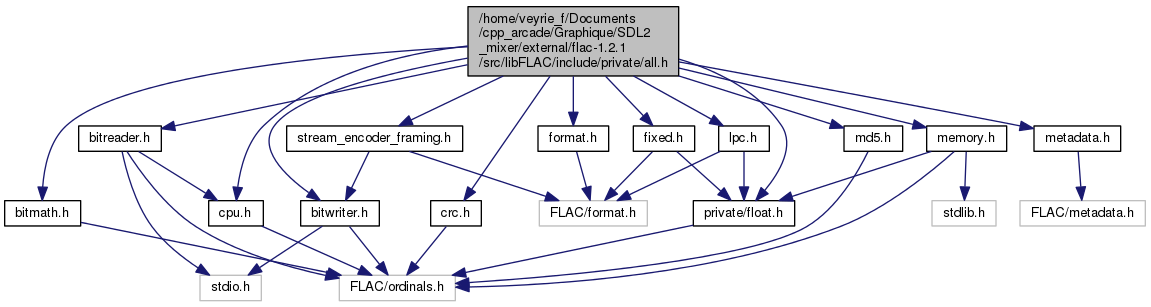 /home/veyrie_f/Documents
/cpp_arcade/Graphique/SDL2
_mixer/external/flac-1.2.1
/src/libFLAC/include/private/all.h
bitreader.h
stream_encoder_framing.h
format.h
fixed.h
lpc.h
md5.h
memory.h
metadata.h
bitmath.h
cpu.h
bitwriter.h
crc.h
FLAC/format.h
private/float.h
stdlib.h
FLAC/metadata.h
stdio.h
FLAC/ordinals.h